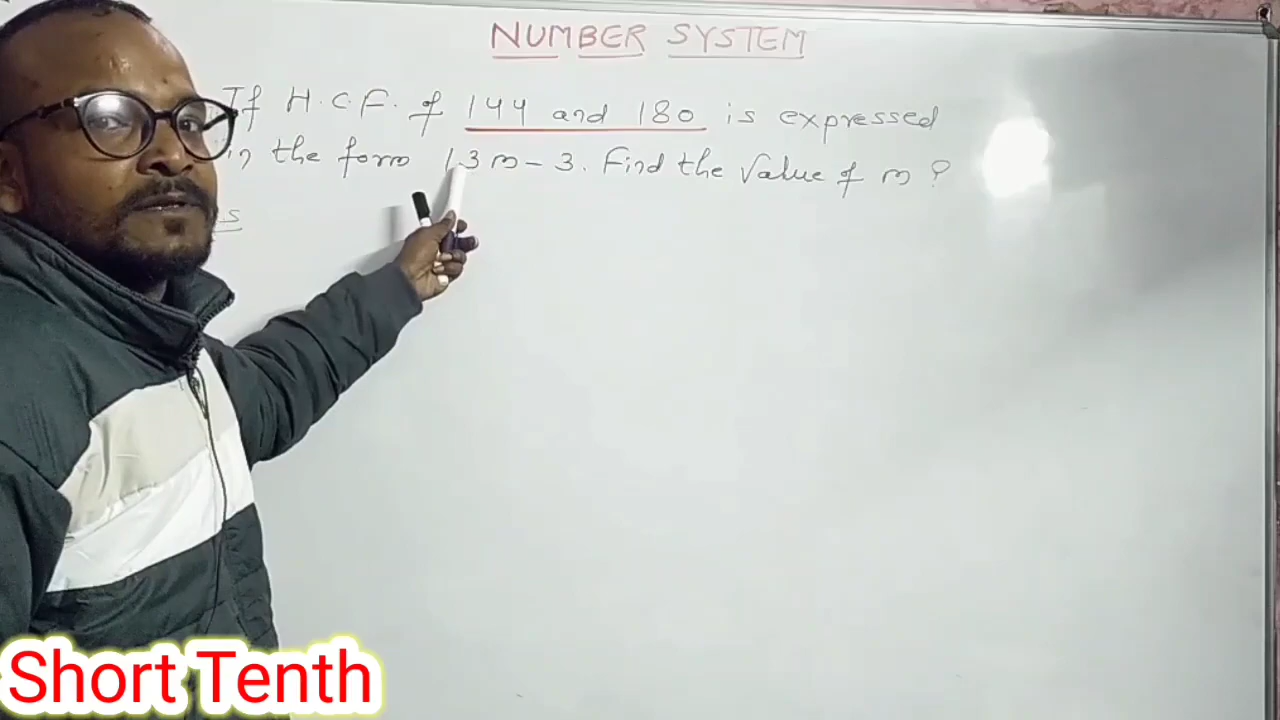 NUMBER SYSTEM
If H.C.F. of 144 and 180 is expressed
in the form 13m - 3. Find the value of m ?
s
Short Tenth